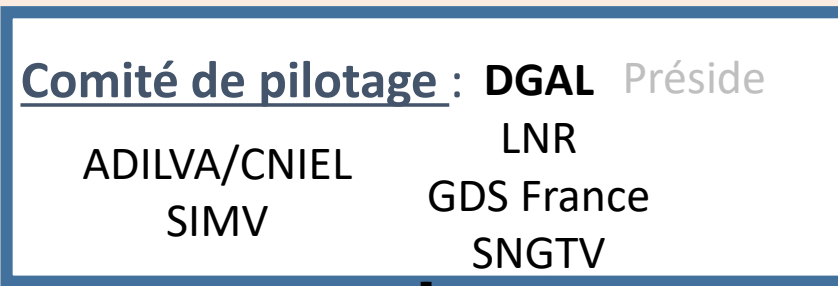 Comité de pilotage : DGAL Préside
ADILVA/CNIEL
SIMV
LNR
GDS France
SNGTV